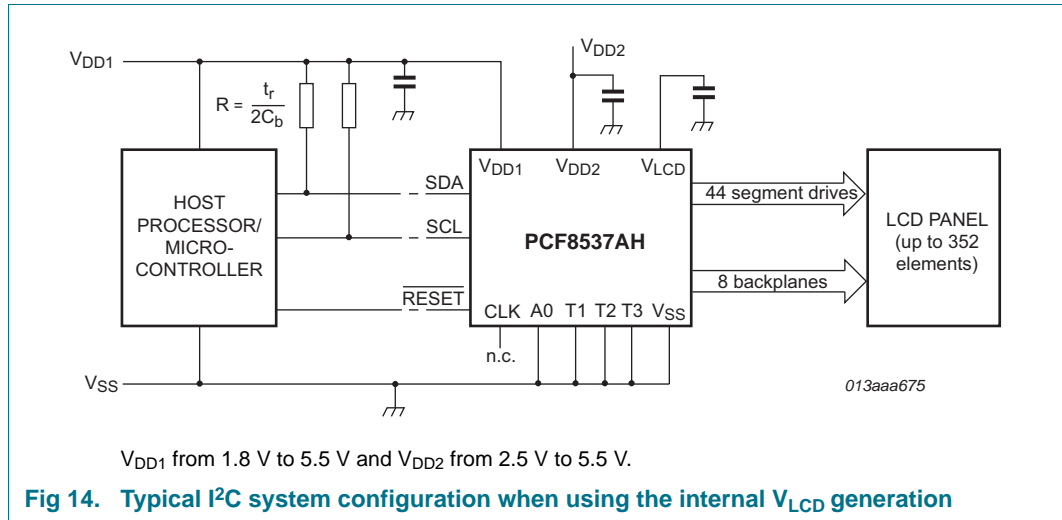 VDD1
VDD2
R = tr
2Cb
VDD1 VDD2 VLCD
HOST
PROCESSOR/
MICRO-
CONTROLLER
SDA
SCL
RESET
PCF8537AH
44 segment drives
8 backplanes
LCD PANEL
(up to 352
elements)
CLK A0 T1 T2 T3 VSS
n.c.
VSS
013aaa675
VDD1 from 1.8 V to 5.5 V and VDD2 from 2.5 V to 5.5 V.
Fig 14. Typical I2C system configuration when using the internal VLCD generation